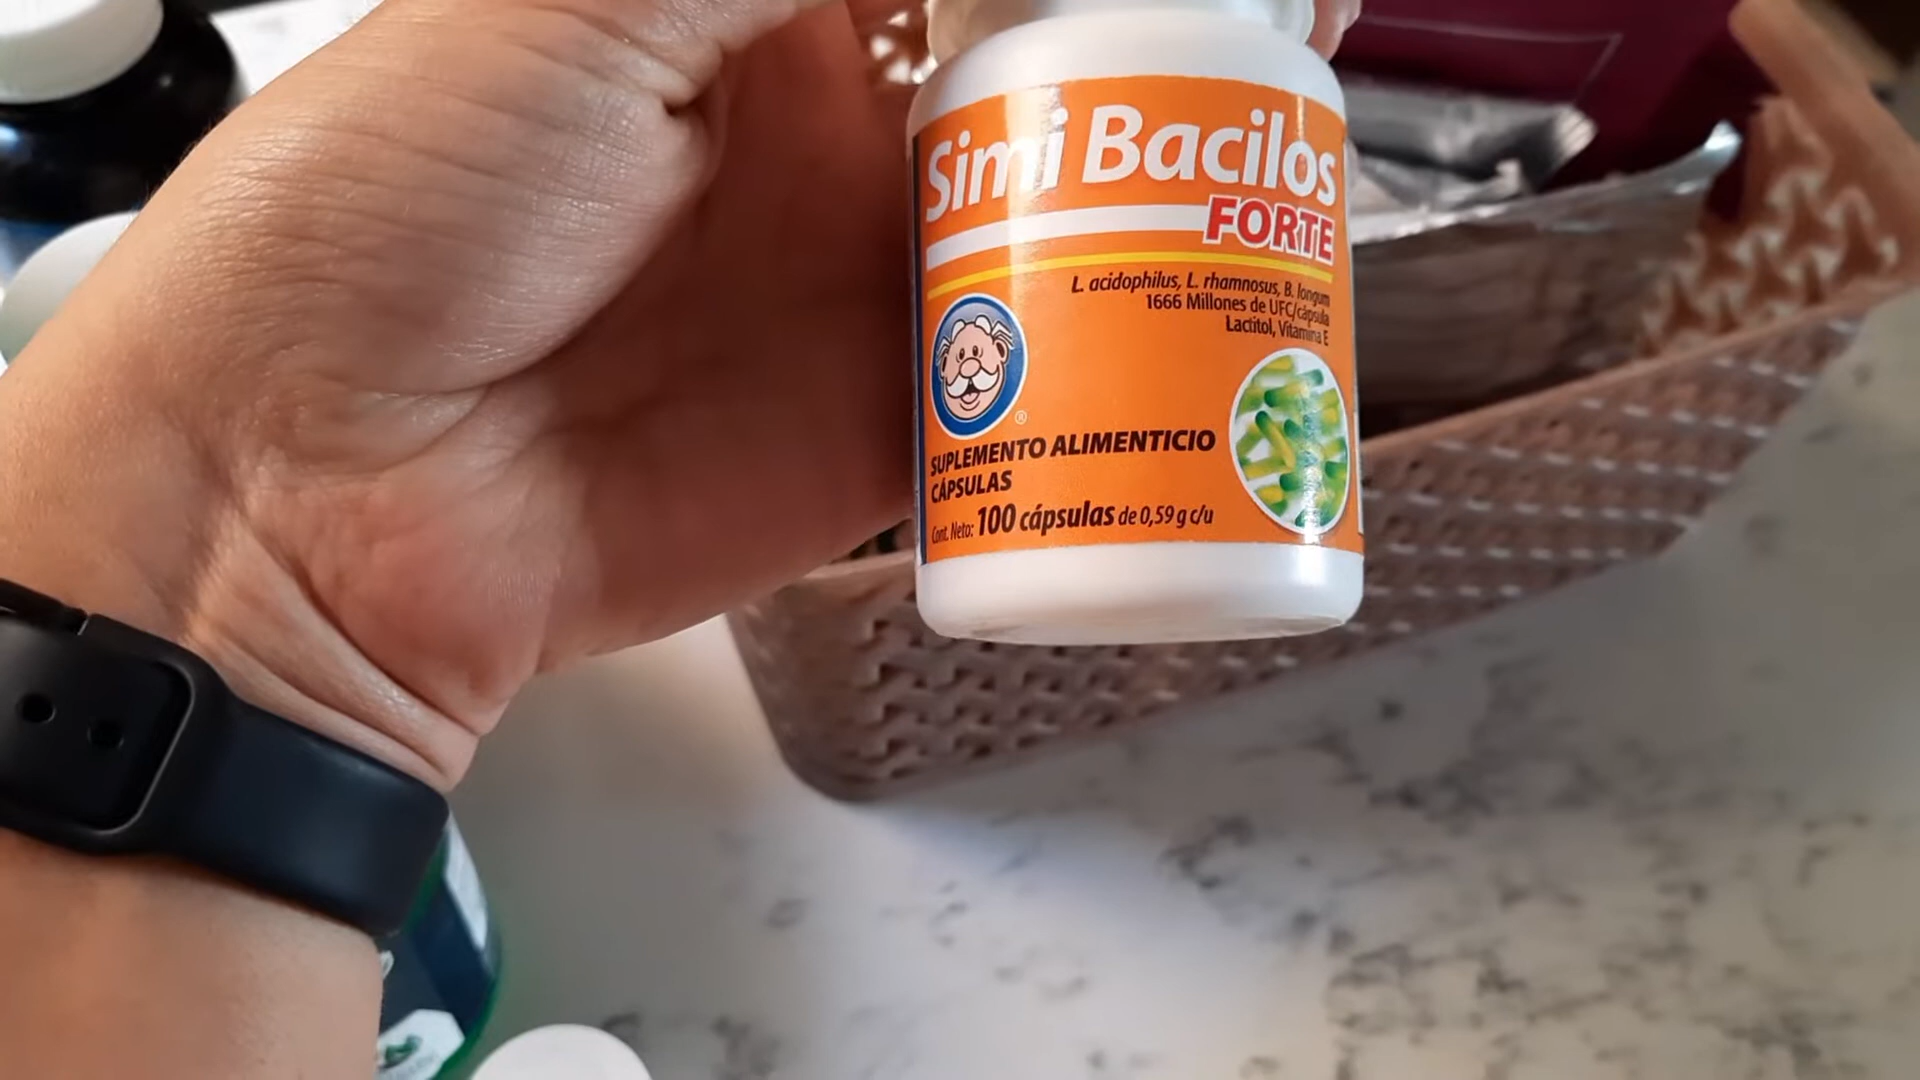 Simi Bacilos
FORTE
L. acidophilus, L. rhamnosus, B. longum
1666 Millones de UFC/cápsula
Lactitol, Vitamina E
®
SUPLEMENTO ALIMENTICIO
CÁPSULAS
Cont. Neto: 100 cápsulas de 0,59 g c/u